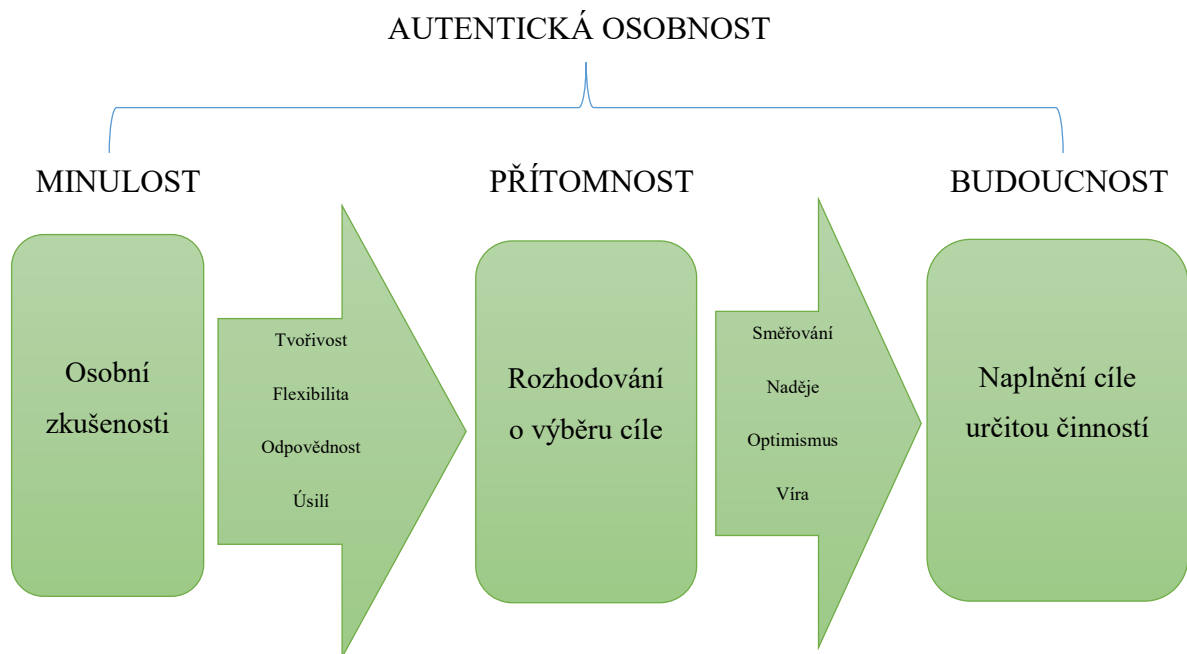 AUTENTICKÁ OSOBNOST
MINULOST
PŘÍTOMNOST
BUDOUCNOST
Osobní
zkušenosti
Tvořivost
Flexibilita
Odpovědnost
Úsilí
Rozhodování
o výběru cíle
Směřování
Naděje
Optimismus
Víra
Naplnění cíle
určitou činností